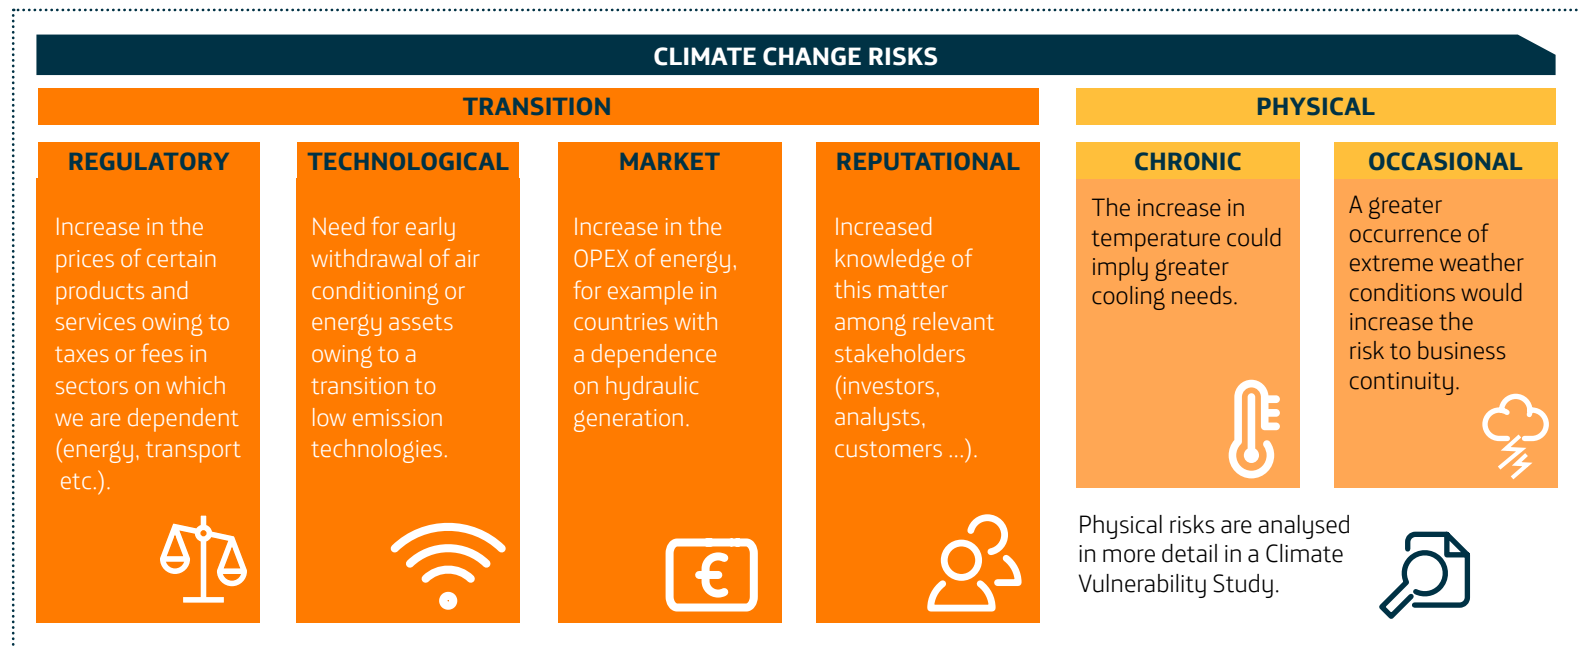 CLIMATE CHANGE RISKS
TRANSITION
REGULATORY
Increase in the
prices of certain
products and
services owing to
taxes or fees in
sectors on which
we are dependent
(energy, transport
etc.).
TECHNOLOGICAL
Need for early
withdrawal of air
conditioning or
energy assets
owing to a
transition to
low emission
technologies.
MARKET
Increase in the
OPEX of energy,
for example in
countries with
a dependence
on hydraulic
generation.
€
REPUTATIONAL
Increased
knowledge of
this matter
among relevant
stakeholders
(investors,
analysts,
customers ...).
PHYSICAL
CHRONIC
The increase in
temperature could
imply greater
cooling needs.
OCCASIONAL
A greater
occurrence of
extreme weather
conditions would
increase the
risk to business
continuity.
Physical risks are analysed
in more detail in a Climate
Vulnerability Study.